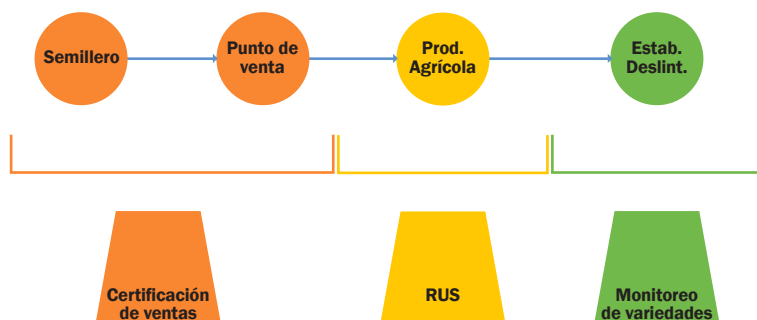 Semillero
Punto de
venta
Prod.
Agrícola
Estab.
Deslint.
Certificación
de ventas
RUS
Monitoreo
de variedades